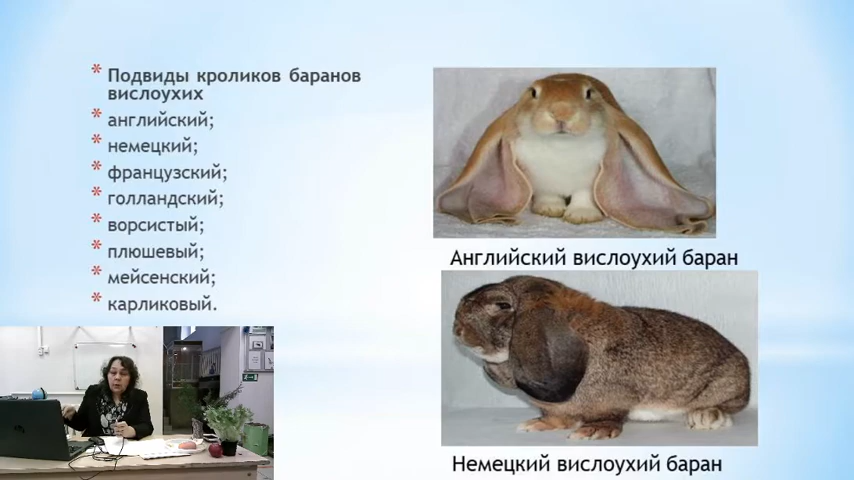 * Подвиды кроликов баранов
вислоухих
* английский;
* немецкий;
* французский;
* голландский;
* ворсистый;
* плюшевый;
* мейсенский;
* карликовый.
Английский вислоухий баран
Немецкий вислоухий баран